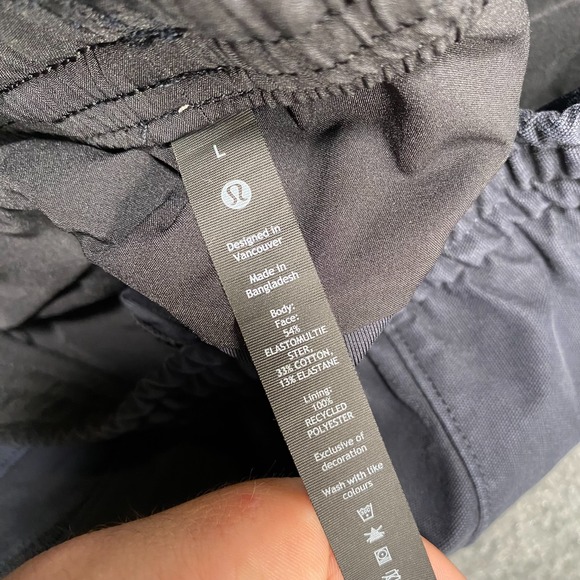 L
Designed in
Vancouver
Made in
Bangladesh
Body:
Face:
54%
ELASTOMULTIE
STER,
33% COTTON,
13% ELASTANE
Lining:
100%
RECYCLED
POLYESTER
Exclusive of
decoration
Wash with like
colours